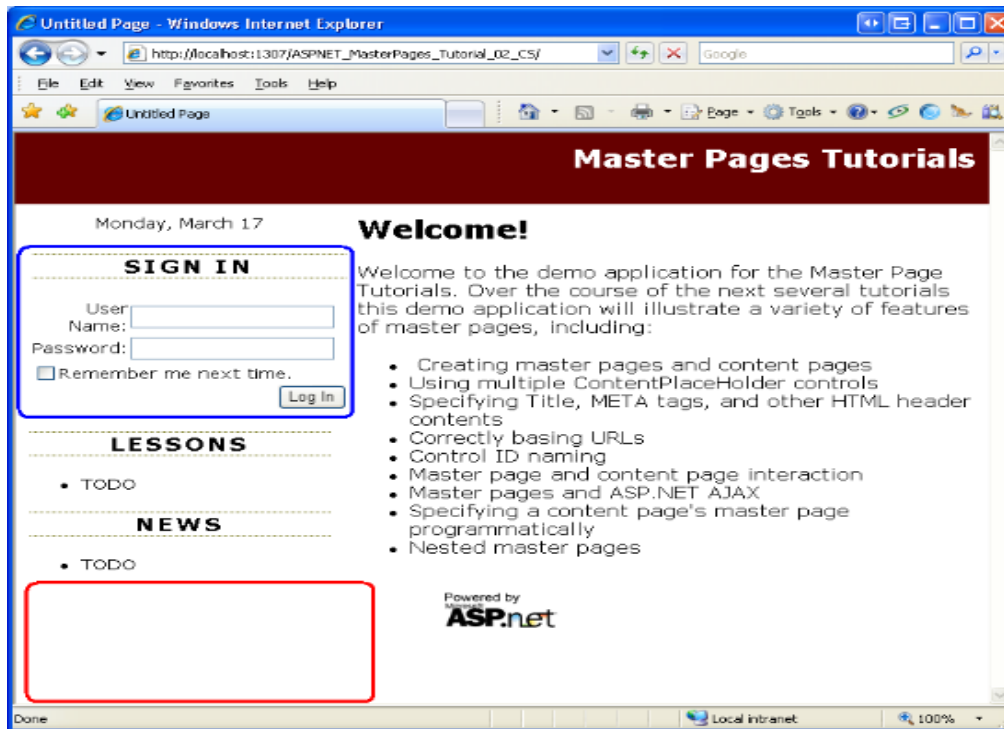 Untitled Page - Windows Internet Explorer
http://localhost:1307/ASPNET_MasterPages_Tutorial_02_CS/
Google
File Edit View Favorites Tools Help
Untitled Page
Page Tools
Master Pages Tutorials
Monday, March 17
SIGN IN
User
Name:
Password:
Remember me next time.
Log In
LESSONS
• TODO
NEWS
• TODO
Welcome!
Welcome to the demo application for the Master Page
Tutorials. Over the course of the next several tutorials
this demo application will illustrate a variety of features
of master pages, including:
• Creating master pages and content pages
• Using multiple ContentPlaceHolder controls
• Specifying Title, META tags, and other HTML header
contents
• Correctly basing URLs
• Control ID naming
• Master page and content page interaction
• Master pages and ASP.NET AJAX
• Specifying a content page's master page
programmatically
• Nested master pages
Powered by
Microsoft
ASP.net
Done
Local intranet
100%